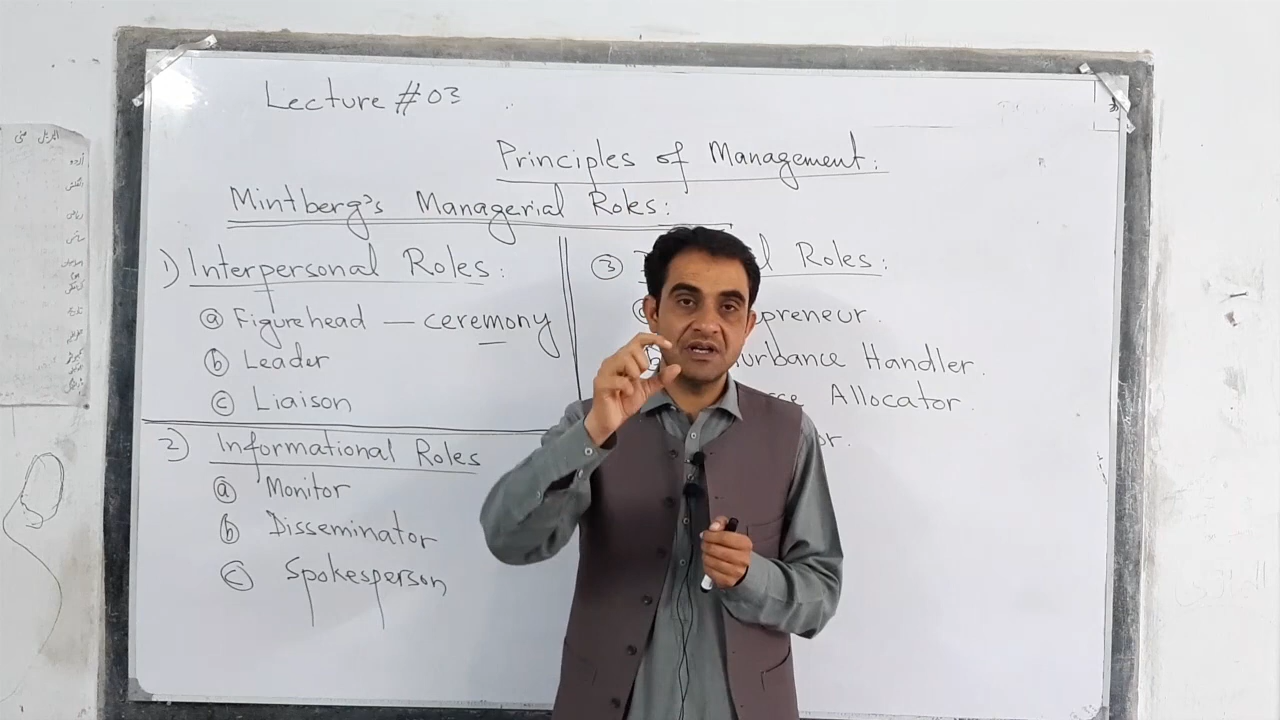 Lecture #03
Principles of Management:
Mintberg's Managerial Roles:
1) Interpersonal Roles:
a Figurehead — ceremony
b Leader
c Liaison
2) Informational Roles
a Monitor
b Disseminator
c Spokesperson
3 Roles:
preneur.
urbance Handler.
Allocator.
or.